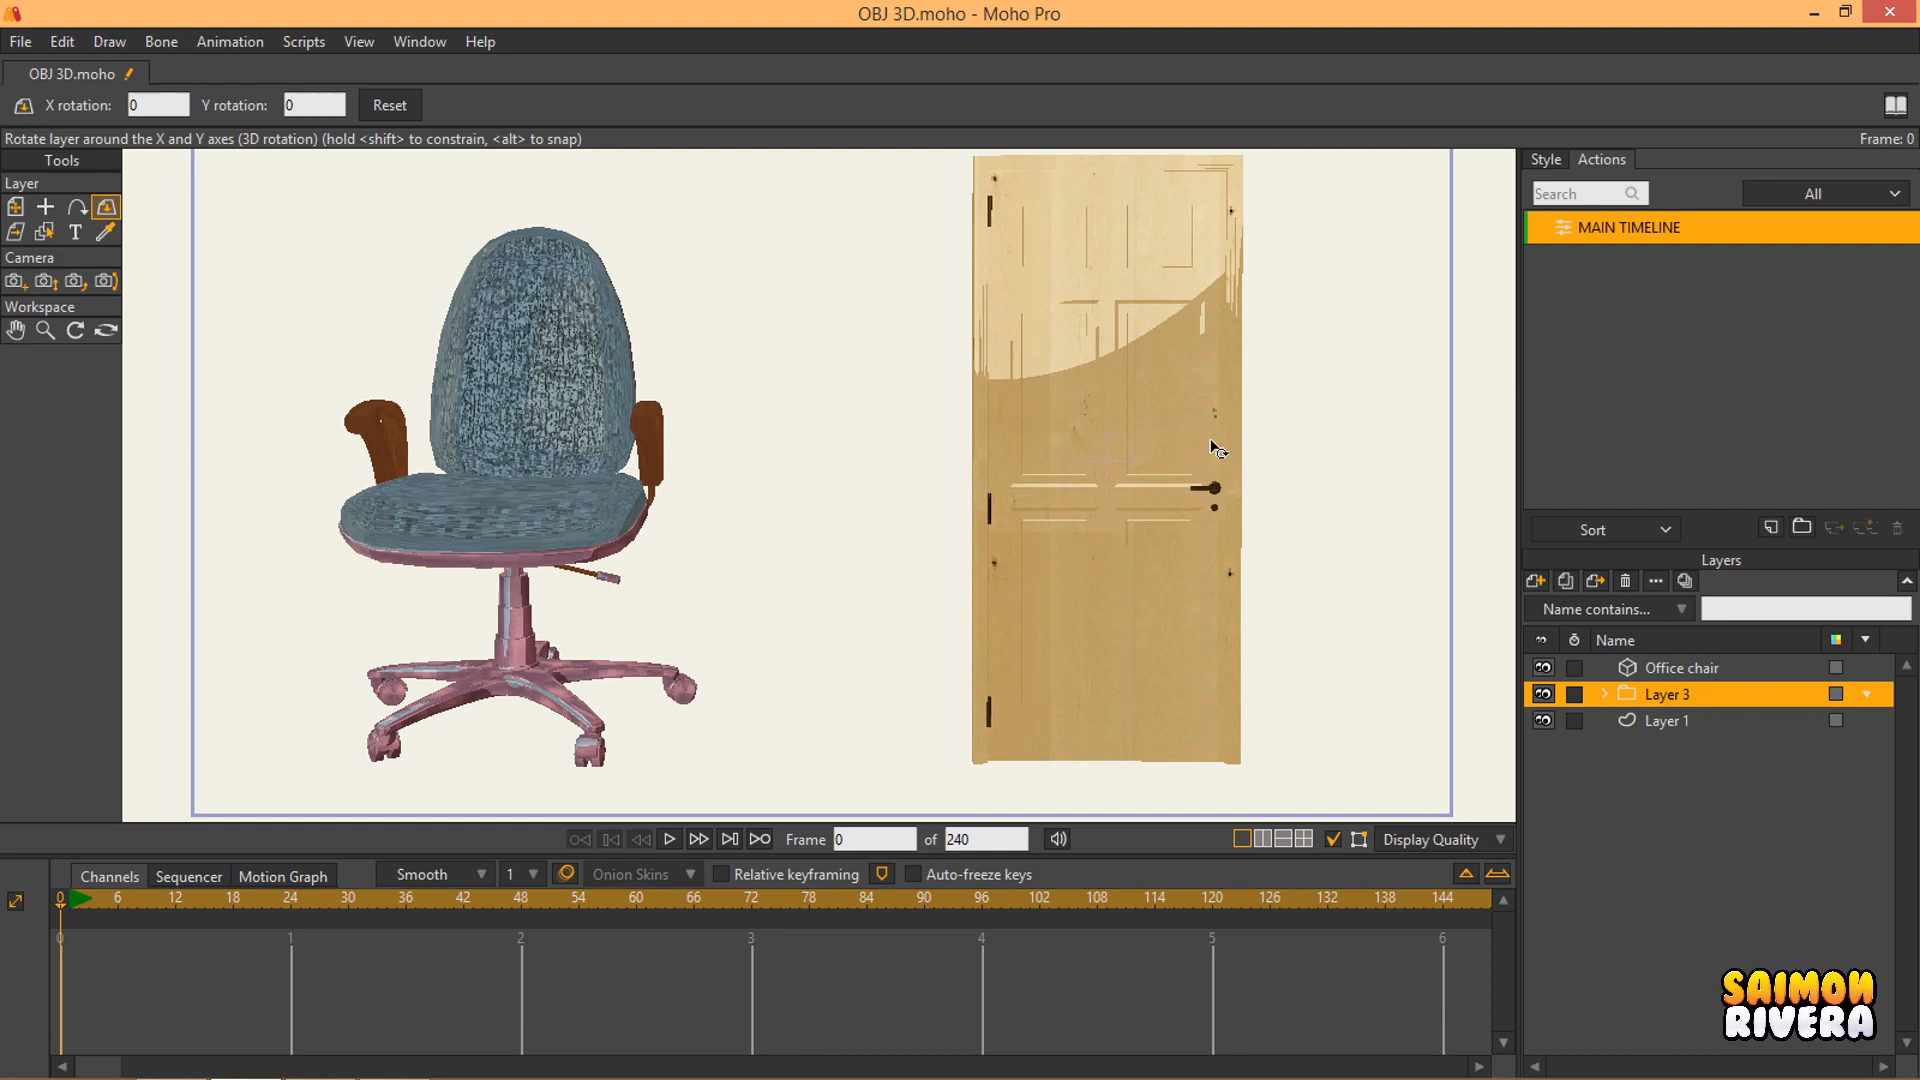 OBJ 3D.moho - Moho Pro
File Edit Draw Bone Animation Scripts View Window Help
OBJ 3D.moho
X rotation: 0 Y rotation: 0 Reset
Rotate layer around the X and Y axes (3D rotation) (hold <shift> to constrain, <alt> to snap) Frame: 0
Tools
Layer
T
Camera
Workspace
Style Actions
Search All
MAIN TIMELINE
Sort
Layers
Name contains...
Name
Office chair
Layer 3
Layer 1
Frame 0 of 240 Display Quality
Channels Sequencer Motion Graph Smooth 1 Onion Skins Relative keyframing Auto-freeze keys
0 6 12 18 24 30 36 42 48 54 60 66 72 78 84 90 96 102 108 114 120 126 132 138 144
0 1 2 3 4 5 6
SAIMON
RIVERA